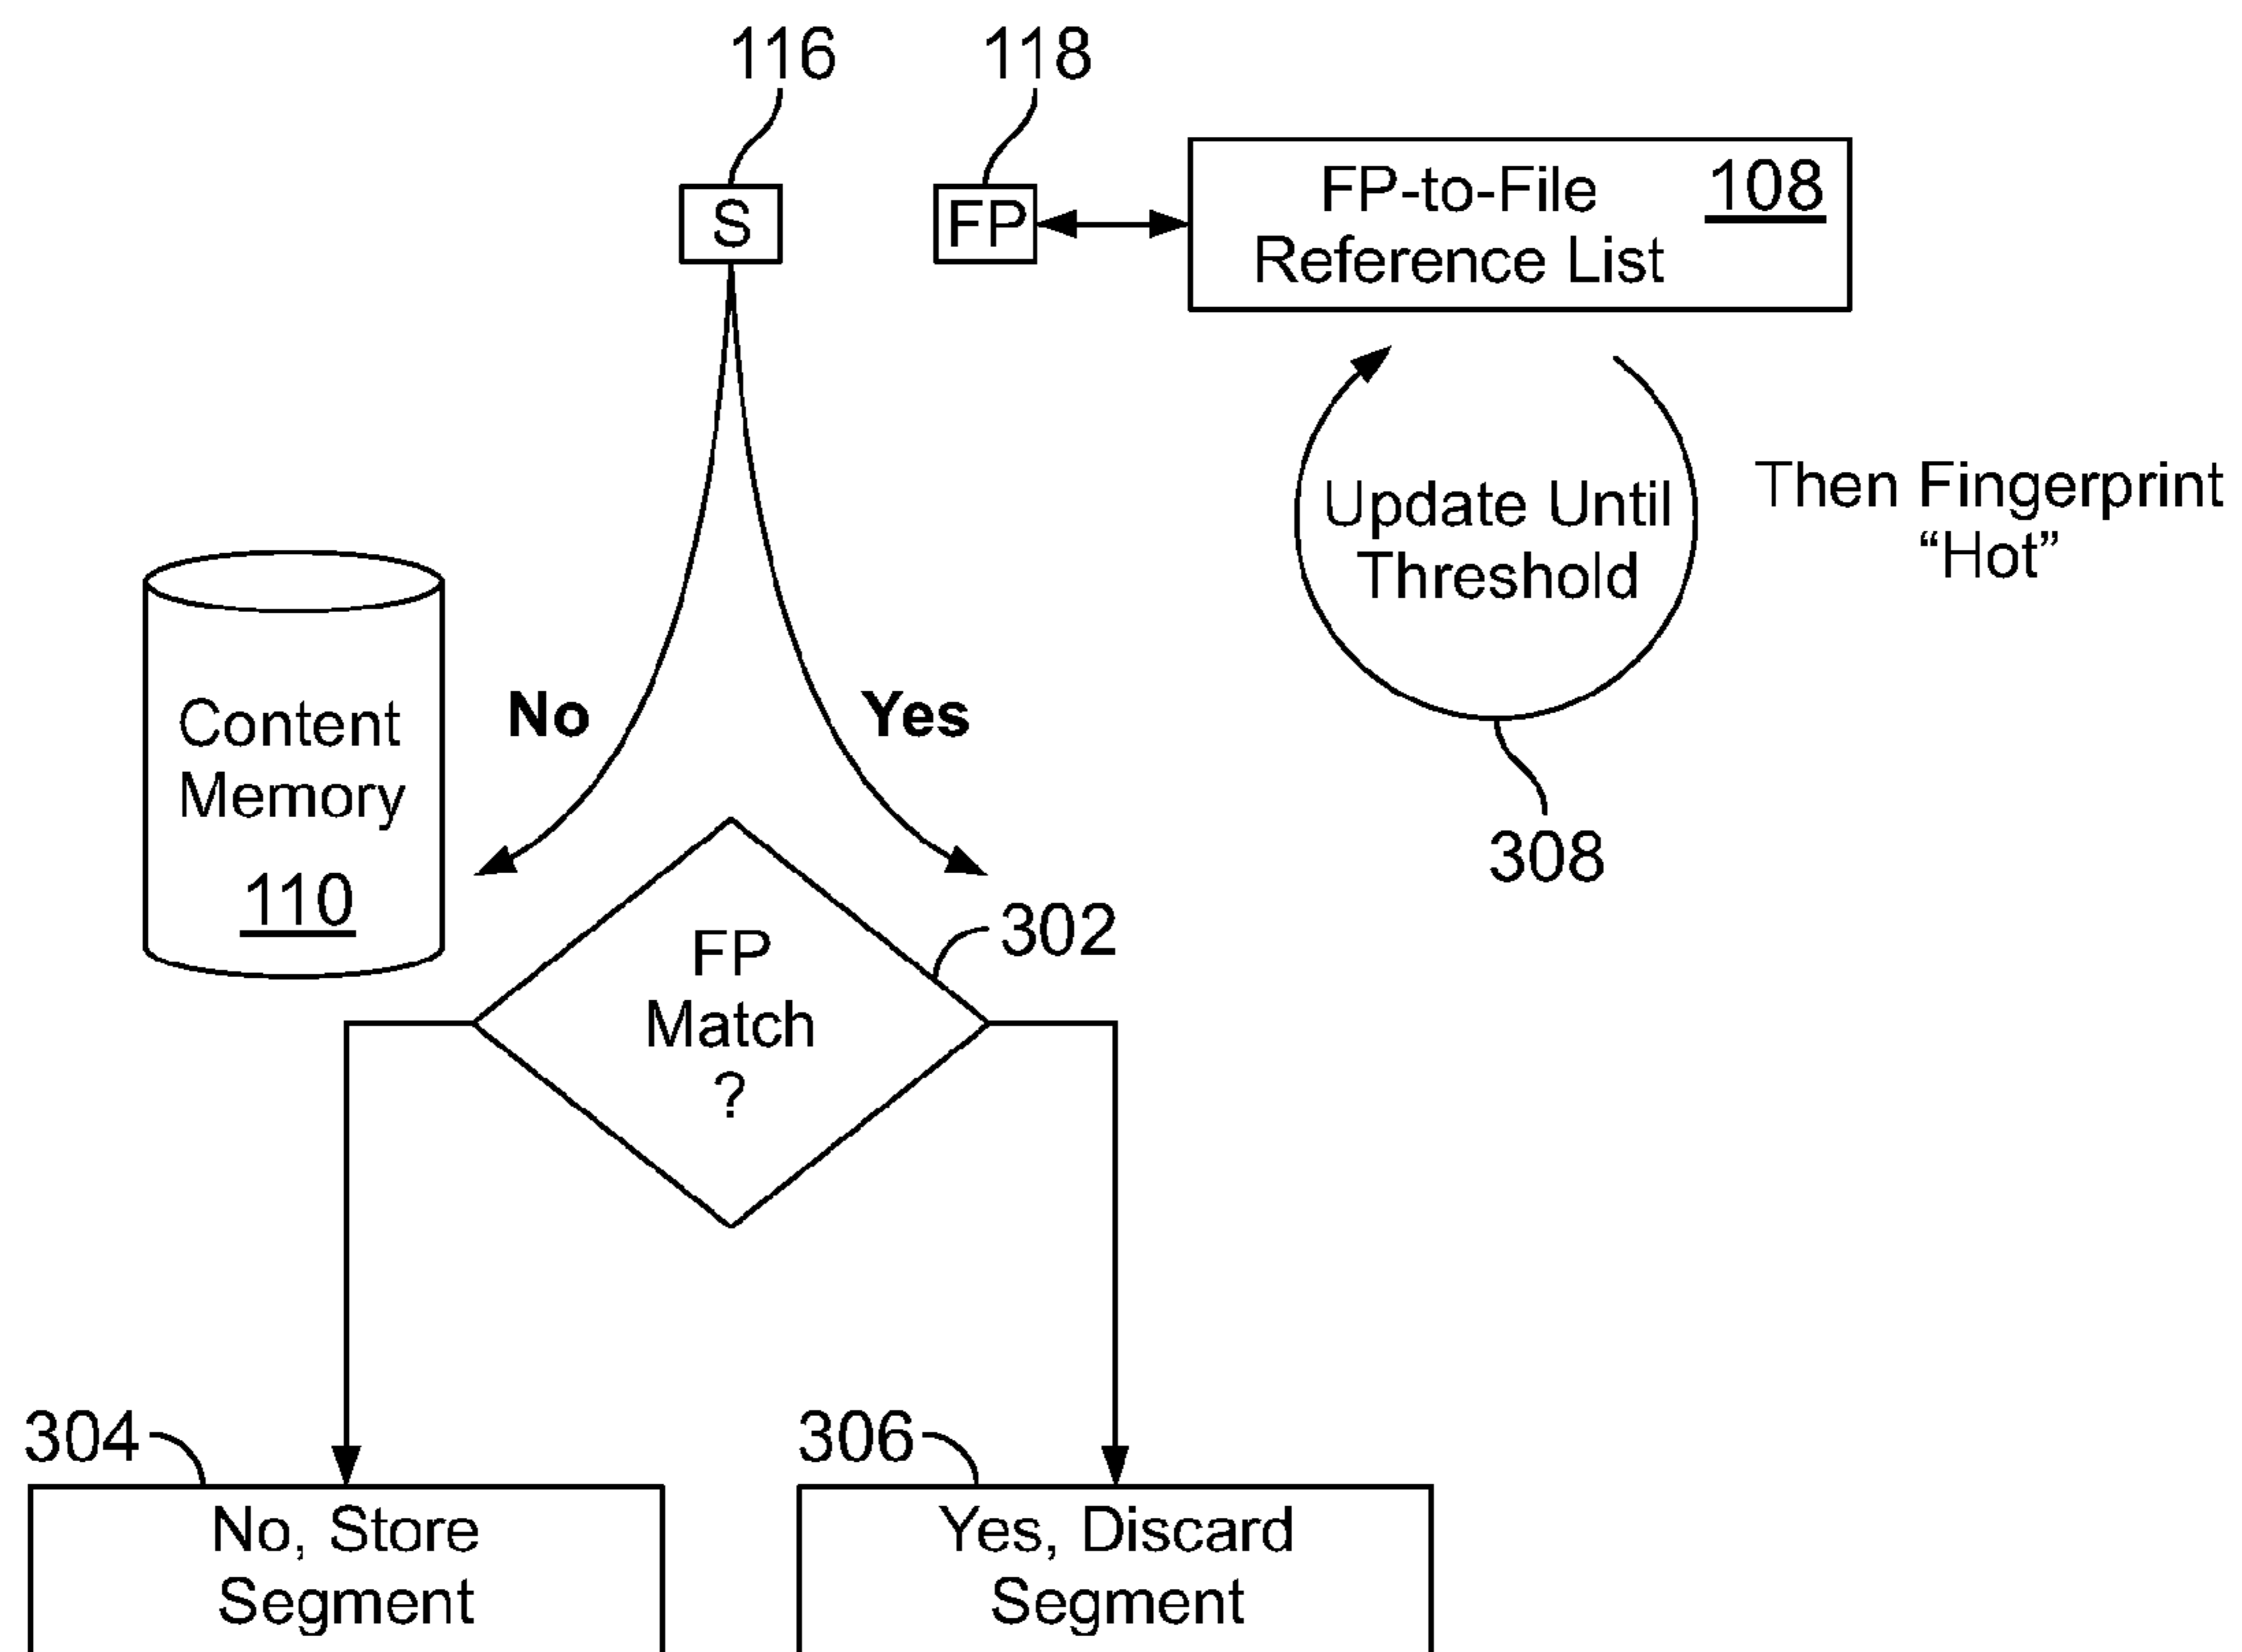 116
118
S
FP
FP-to-File
Reference List
108
Update Until
Threshold
Then Fingerprint
“Hot”
308
No
Yes
Content
Memory
110
302
FP
Match
?
304
306
No, Store
Segment
Yes, Discard
Segment